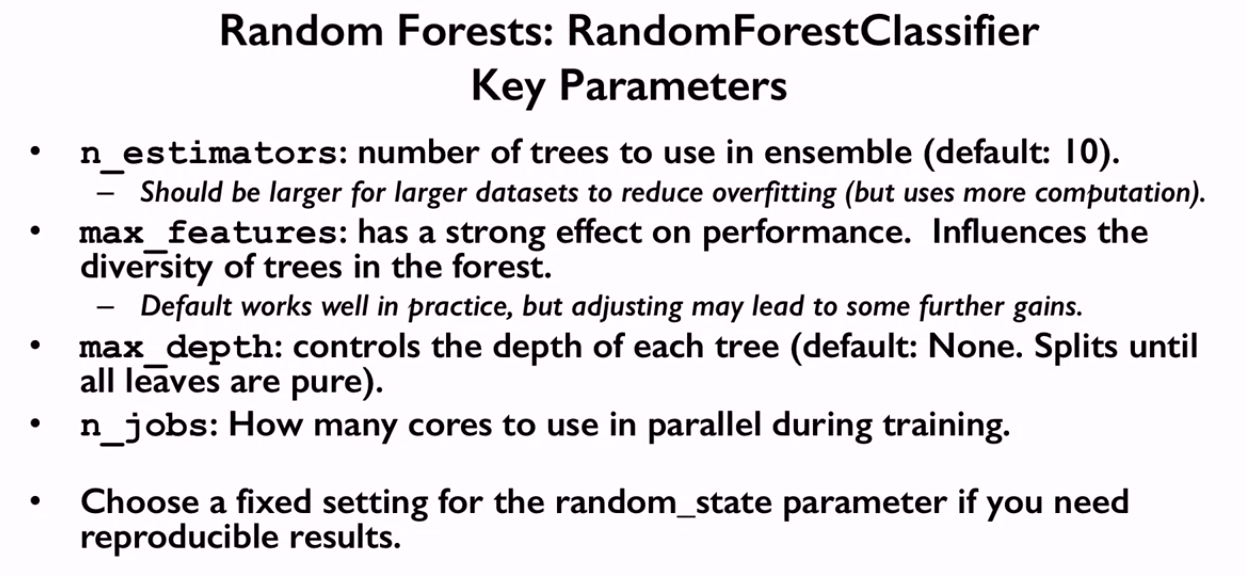 Random Forests: RandomForestClassifier
Key Parameters
• n_estimators: number of trees to use in ensemble (default: 10).
– Should be larger for larger datasets to reduce overfitting (but uses more computation).
• max_features: has a strong effect on performance. Influences the
diversity of trees in the forest.
– Default works well in practice, but adjusting may lead to some further gains.
• max_depth: controls the depth of each tree (default: None. Splits until
all leaves are pure).
• n_jobs: How many cores to use in parallel during training.
• Choose a fixed setting for the random_state parameter if you need
reproducible results.